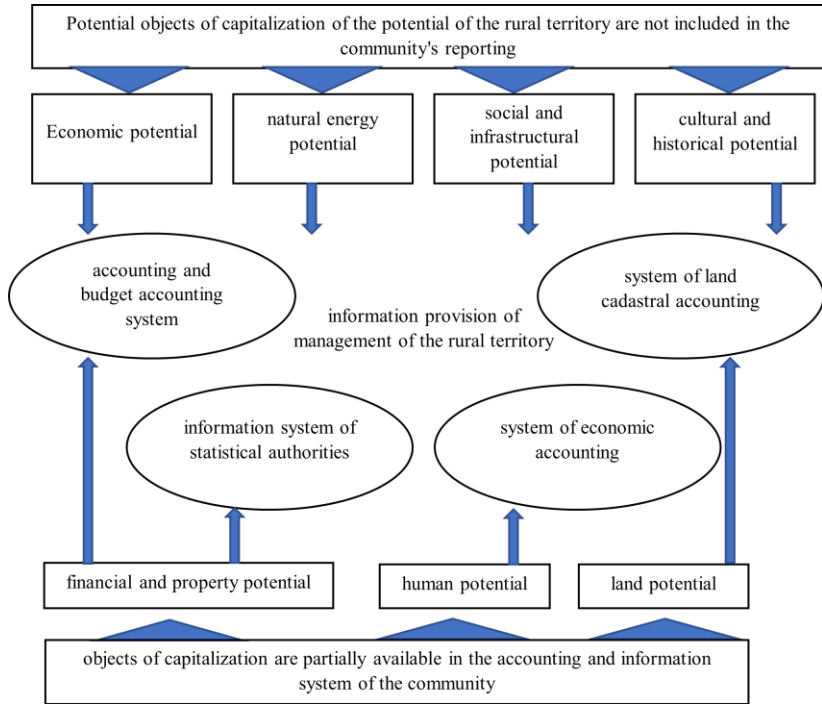 Potential objects of capitalization of the potential of the rural territory are not included in the
community's reporting
Economic potential
natural energy
potential
social and
infrastructural
potential
cultural and
historical potential
accounting and
budget accounting
system
system of land
cadastral accounting
information provision of
management of the rural territory
information system of
statistical authorities
system of economic
accounting
financial and property potential
human potential
land potential
objects of capitalization are partially available in the accounting and information
system of the community